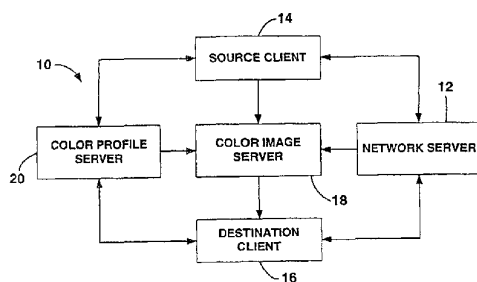 14
SOURCE CLIENT
10
12
COLOR PROFILE
SERVER
COLOR IMAGE
SERVER
NETWORK SERVER
20
18
DESTINATION
CLIENT
16